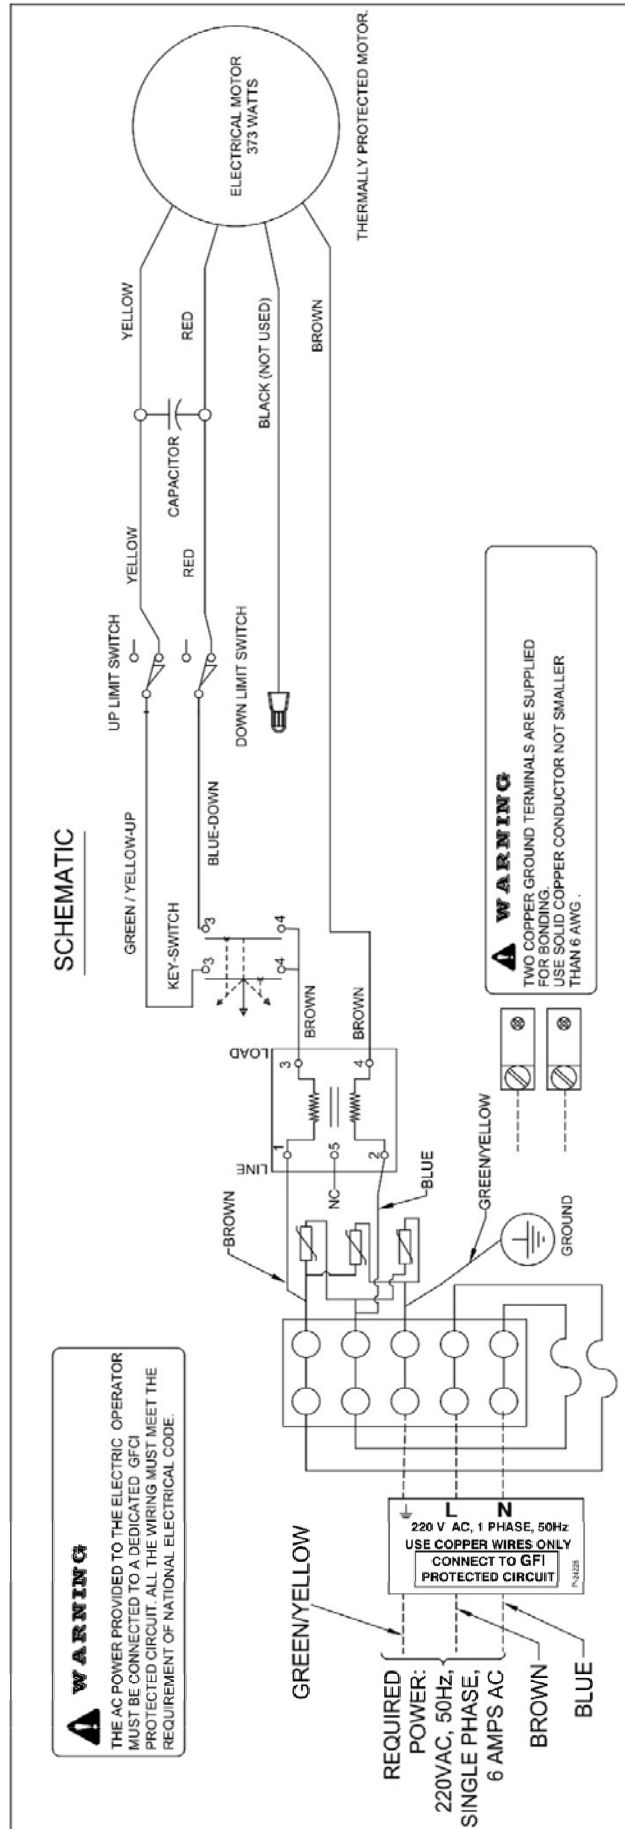 SCHEMATIC
WARNING
THE AC POWER PROVIDED TO THE ELECTRIC OPERATOR
MUST BE CONNECTED TO A DEDICATED GFCI
PROTECTED CIRCUIT. ALL THE WIRING MUST MEET THE
REQUIREMENT OF NATIONAL ELECTRICAL CODE.
GREEN/YELLOW
REQUIRED
POWER:
220VAC, 50Hz,
SINGLE PHASE,
6 AMPS AC
BROWN
BLUE
L
N
220 V AC, 1 PHASE, 50Hz
USE COPPER WIRES ONLY
CONNECT TO GFI
PROTECTED CIRCUIT
BROWN
NC
BLUE
GREEN/YELLOW
GROUND
LINE
LOAD
1
5
2
3
4
BROWN
BROWN
KEY-SWITCH
3
3
4
4
GREEN / YELLOW-UP
BLUE-DOWN
UP LIMIT SWITCH
DOWN LIMIT SWITCH
YELLOW
RED
CAPACITOR
YELLOW
RED
BLACK (NOT USED)
BROWN
ELECTRICAL MOTOR
373 WATTS
THERMALLY PROTECTED MOTOR.
WARNING
TWO COPPER GROUND TERMINALS ARE SUPPLIED
FOR BONDING.
USE SOLID COPPER CONDUCTOR NOT SMALLER
THAN 6 AWG .